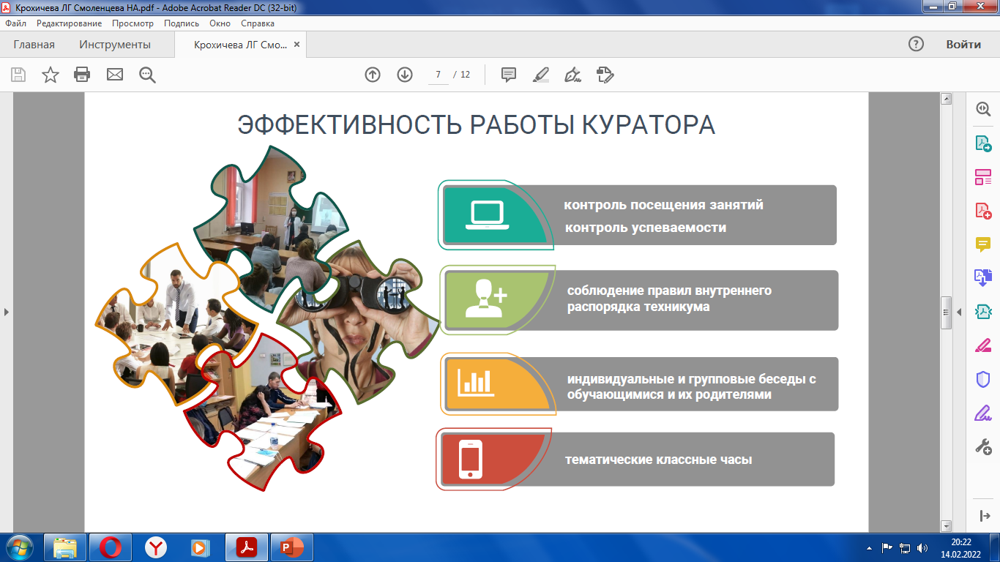 Крохичева ЛГ Смоленцева НА.pdf - Adobe Acrobat Reader DC (32-bit)
Файл Редактирование Просмотр Подпись Окно Справка
Главная Инструменты Крохичева ЛГ Смо... × Войти
7 / 12
ЭФФЕКТИВНОСТЬ РАБОТЫ КУРАТОРА
контроль посещения занятий
контроль успеваемости
соблюдение правил внутреннего
распорядка техникума
индивидуальные и групповые беседы с
обучающимися и их родителями
тематические классные часы
20:22
14.02.2022